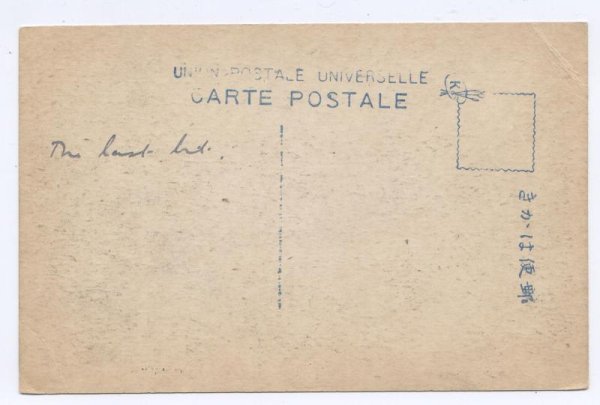 UNION POSTALE UNIVERSELLE
CARTE POSTALE
K
The last
郵便はかき